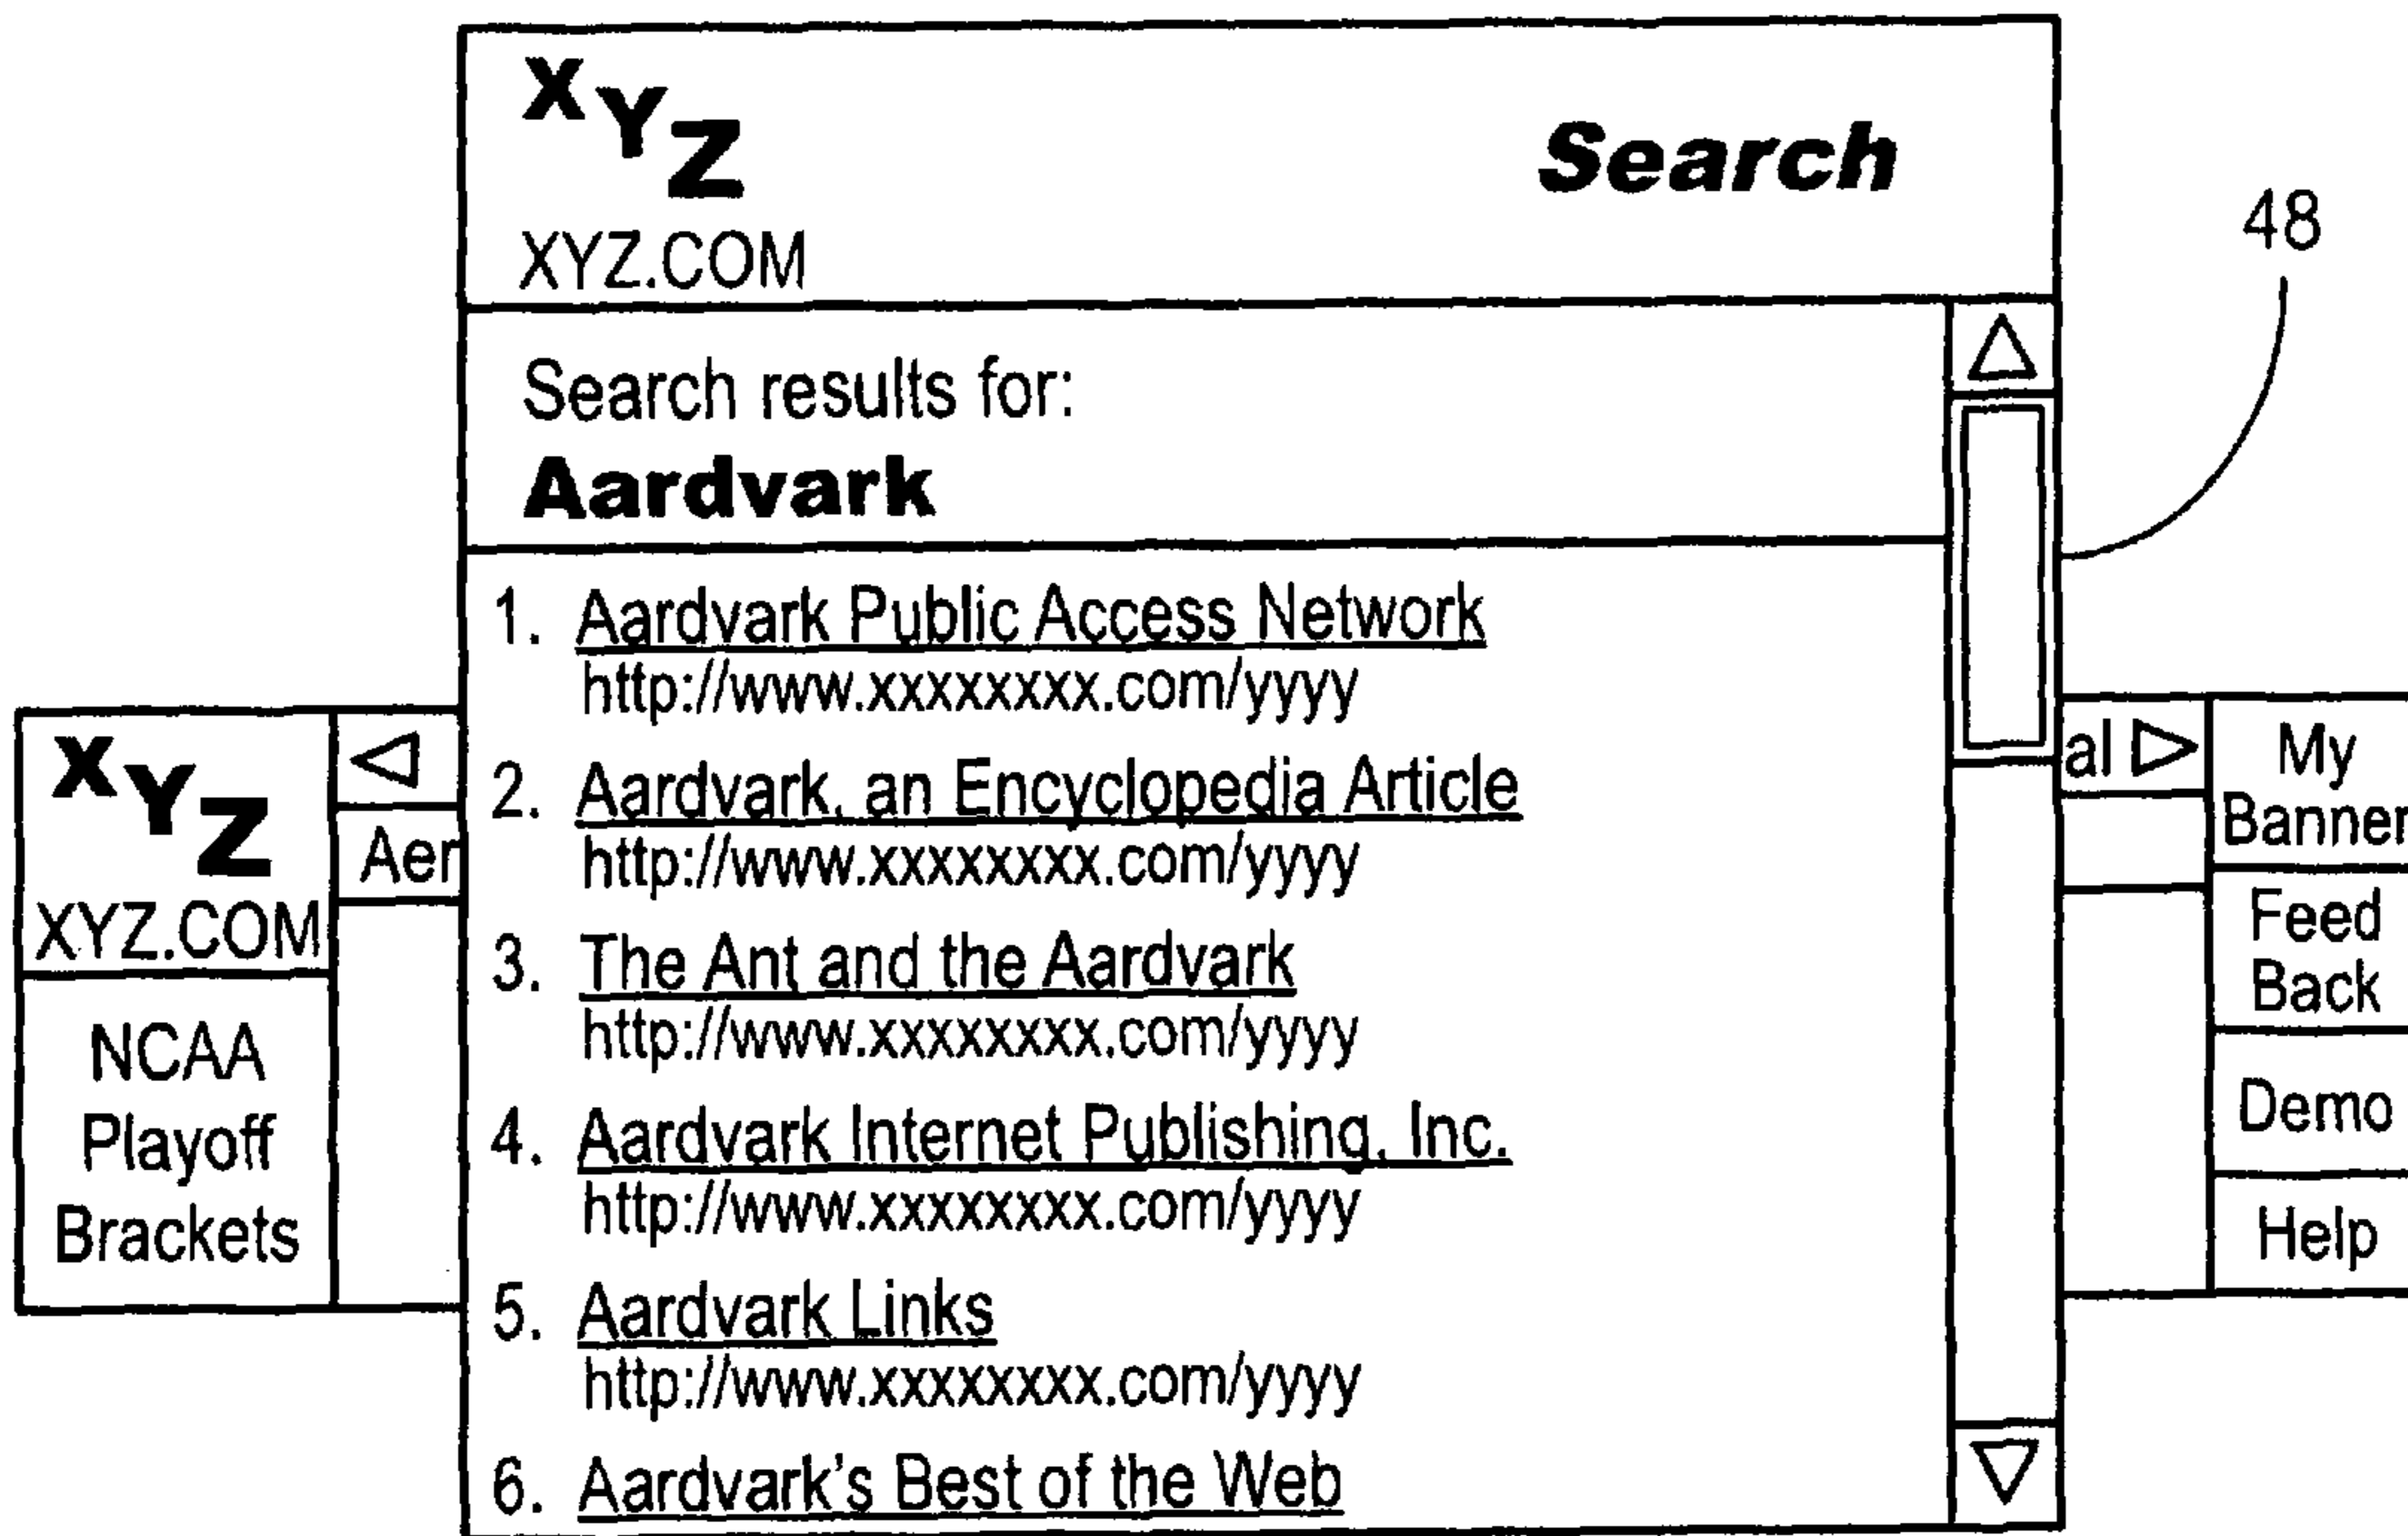 XYZ
XYZ.COM
Search
48
Search results for:
Aardvark
1. Aardvark Public Access Network
http://www.xxxxxxxx.com/yyyy
2. Aardvark, an Encyclopedia Article
http://www.xxxxxxxx.com/yyyy
3. The Ant and the Aardvark
http://www.xxxxxxxx.com/yyyy
4. Aardvark Internet Publishing, Inc.
http://www.xxxxxxxx.com/yyyy
5. Aardvark Links
http://www.xxxxxxxx.com/yyyy
6. Aardvark's Best of the Web
XYZ
XYZ.COM
Aer
NCAA
Playoff
Brackets
al
My
Banner
Feed
Back
Demo
Help